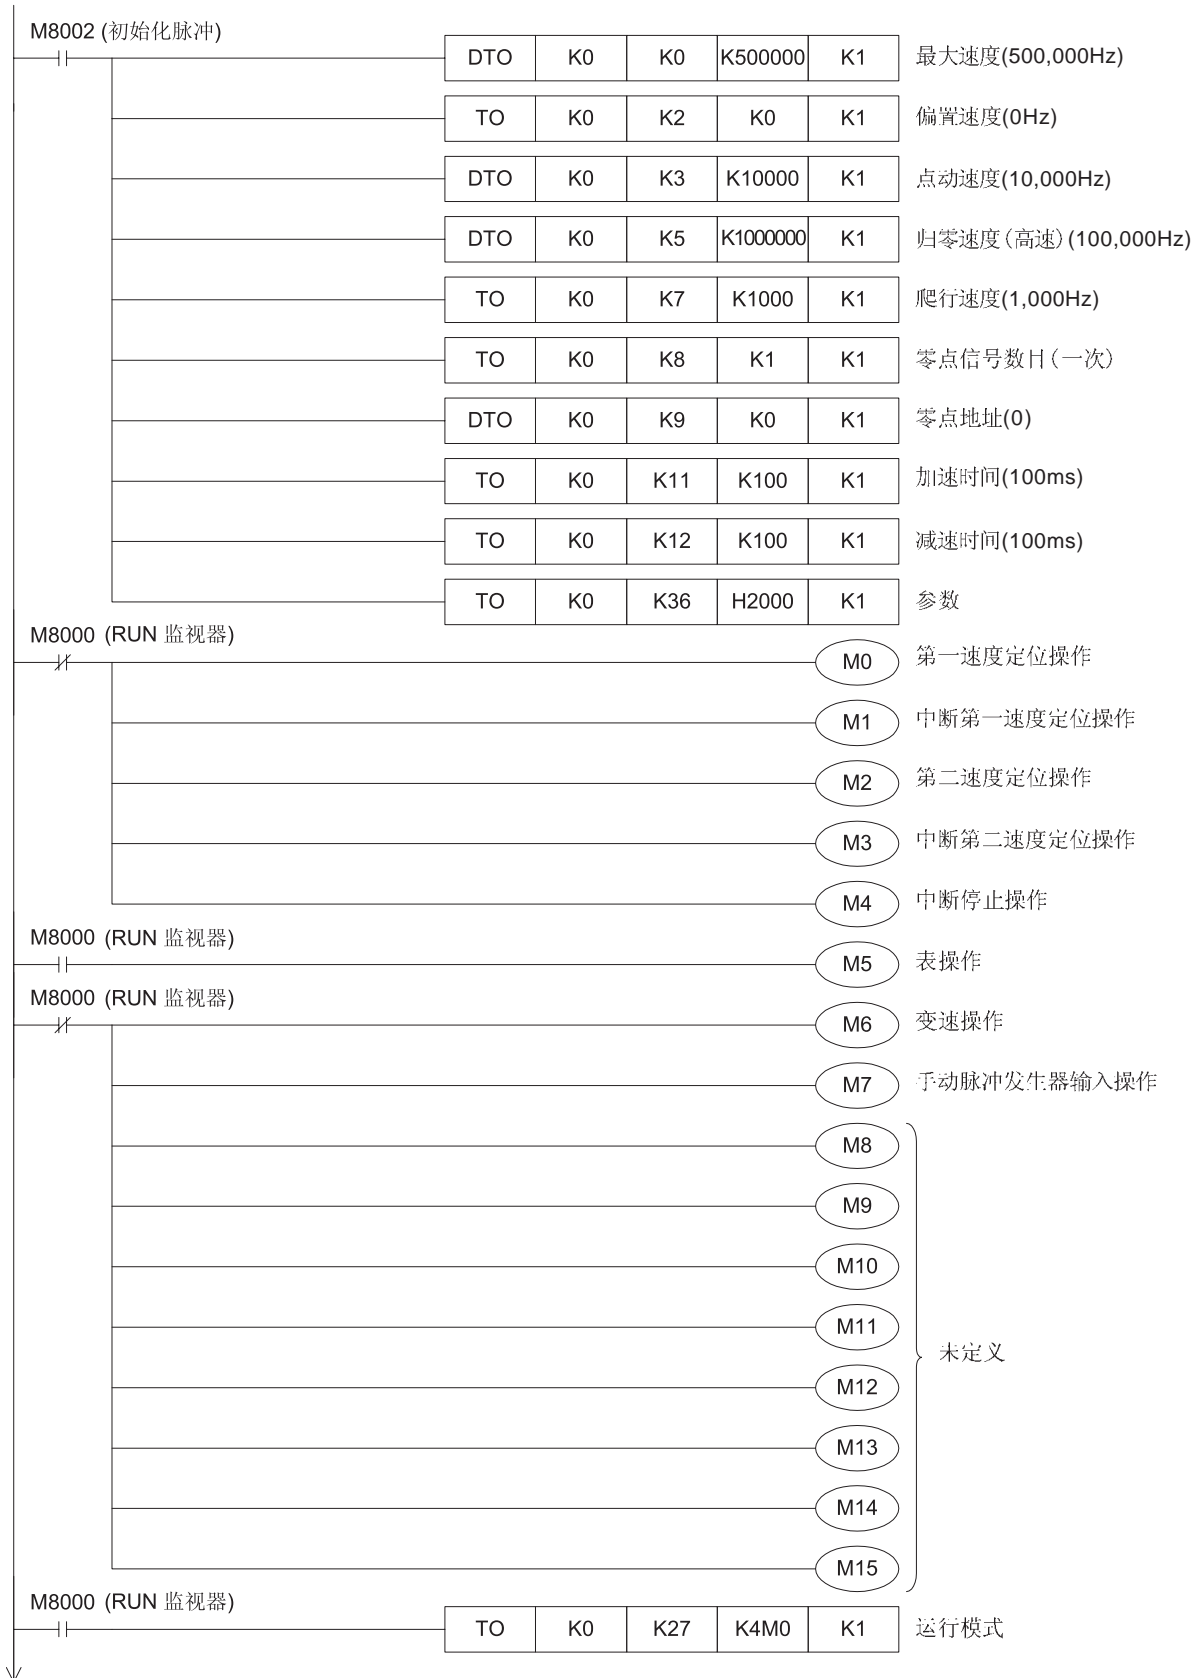 M8002 (初始化脉冲)
DTO K0 K0 K500000 K1 最大速度(500,000Hz)
TO K0 K2 K0 K1 偏置速度(0Hz)
DTO K0 K3 K10000 K1 点动速度(10,000Hz)
DTO K0 K5 K1000000 K1 归零速度(高速)(100,000Hz)
TO K0 K7 K1000 K1 爬行速度(1,000Hz)
TO K0 K8 K1 K1 零点信号数目(一次)
DTO K0 K9 K0 K1 零点地址(0)
TO K0 K11 K100 K1 加速时间(100ms)
TO K0 K12 K100 K1 减速时间(100ms)
TO K0 K36 H2000 K1 参数
M8000 (RUN 监视器)
M0 第一速度定位操作
M1 中断第一速度定位操作
M2 第二速度定位操作
M3 中断第二速度定位操作
M4 中断停止操作
M8000 (RUN 监视器)
M5 表操作
M8000 (RUN 监视器)
M6 变速操作
M7 手动脉冲发生器输入操作
M8
M9
M10
M11
未定义
M12
M13
M14
M15
M8000 (RUN 监视器)
TO K0 K27 K4M0 K1 运行模式